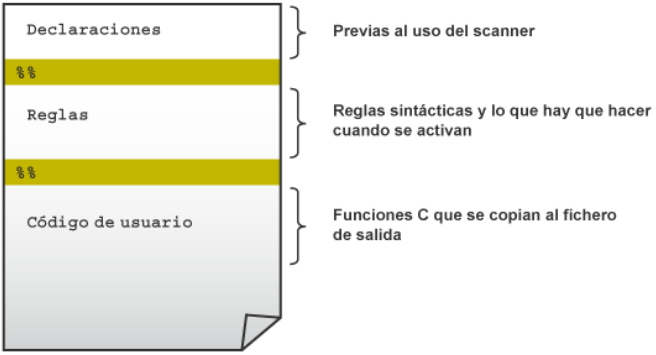 Declaraciones
Previas al uso del scanner
%%
Reglas
Reglas sintácticas y lo que hay que hacer
cuando se activan
%%
Código de usuario
Funciones C que se copian al fichero
de salida